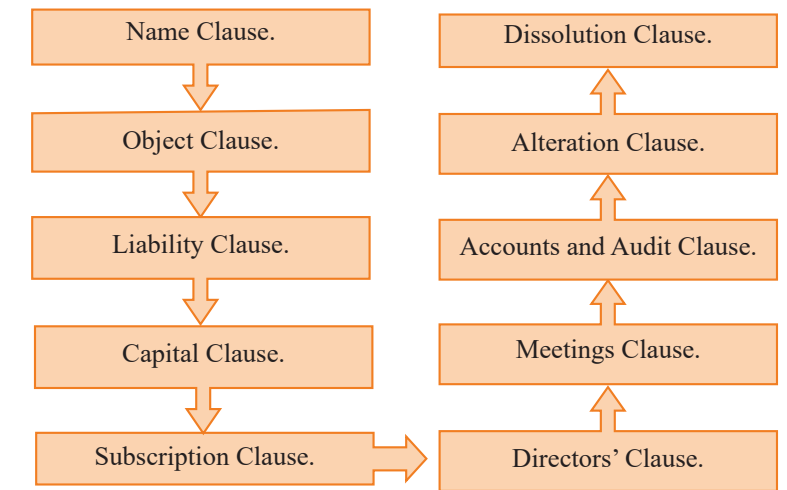 Name Clause.
Object Clause.
Liability Clause.
Capital Clause.
Subscription Clause.
Directors’ Clause.
Meetings Clause.
Accounts and Audit Clause.
Alteration Clause.
Dissolution Clause.